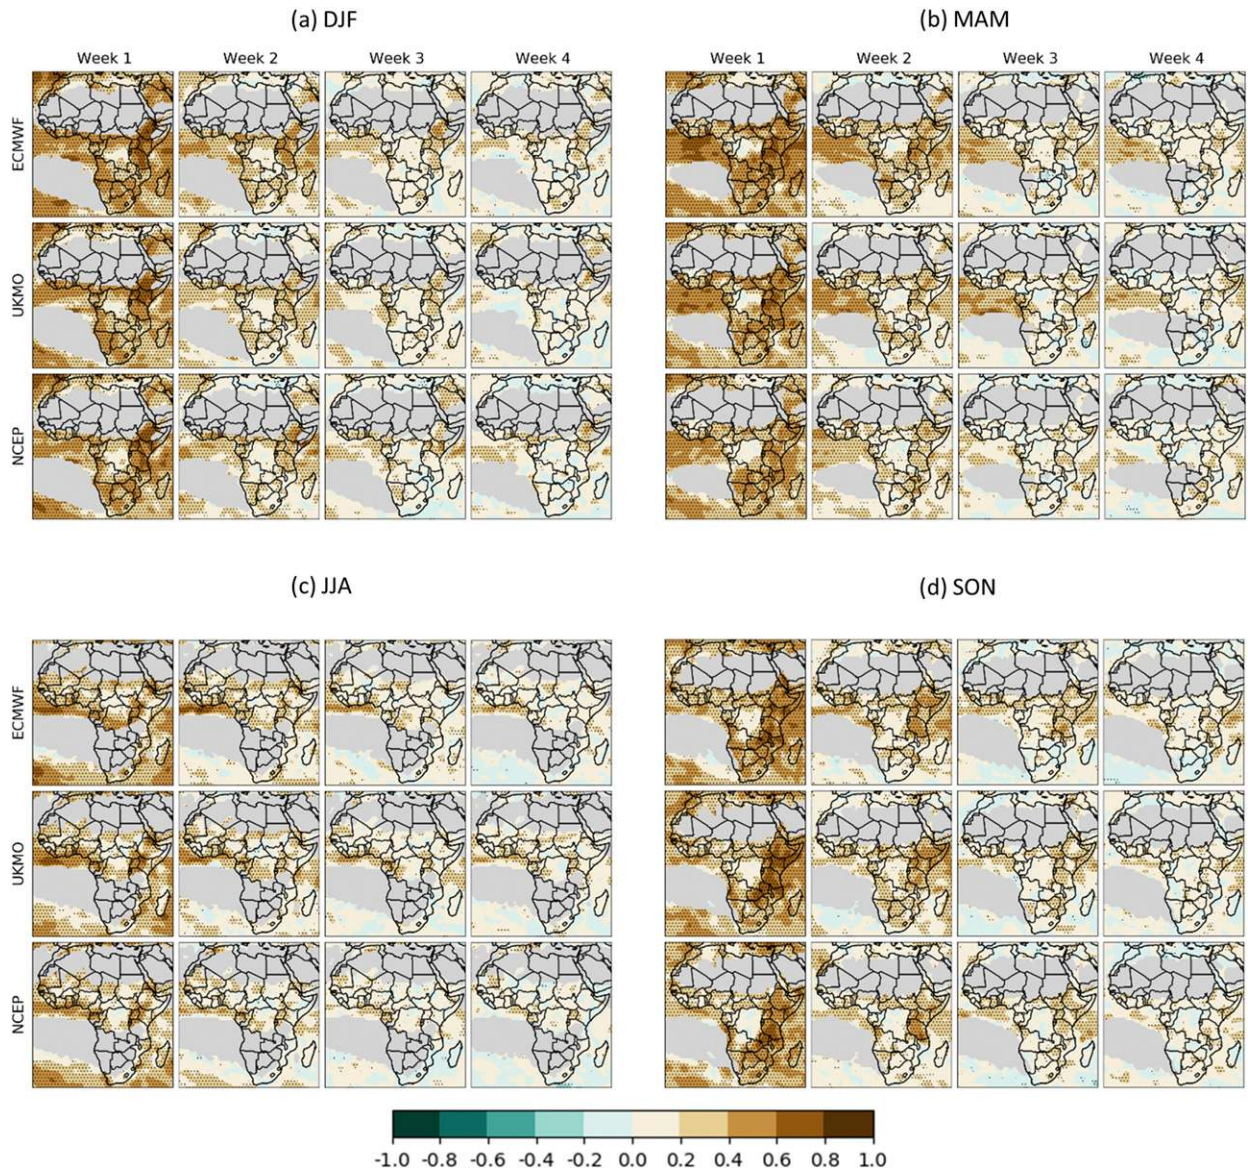 (a) DJF
(b) MAM
Week 1 Week 2 Week 3 Week 4
Week 1 Week 2 Week 3 Week 4
ECMWF
UKMO
NCEP
(c) JJA
(d) SON
ECMWF
UKMO
NCEP
-1.0 -0.8 -0.6 -0.4 -0.2 0.0 0.2 0.4 0.6 0.8 1.0